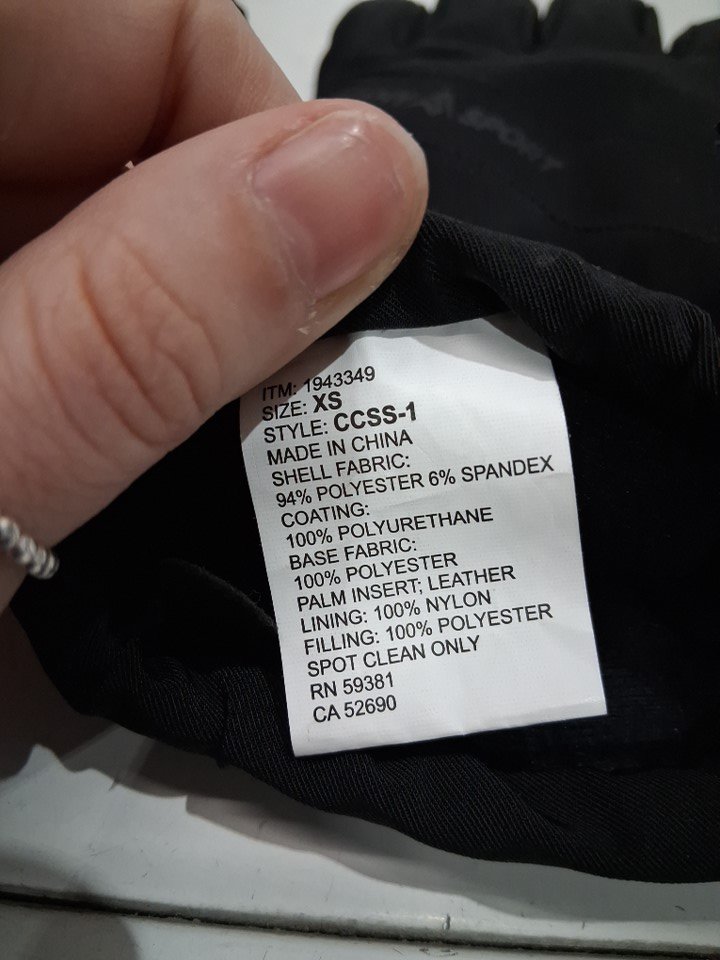 SPORT
ITM: 1943349
SIZE: XS
STYLE: CCSS-1
MADE IN CHINA
SHELL FABRIC:
94% POLYESTER 6% SPANDEX
COATING:
100% POLYURETHANE
BASE FABRIC:
100% POLYESTER
PALM INSERT; LEATHER
LINING: 100% NYLON
FILLING: 100% POLYESTER
SPOT CLEAN ONLY
RN 59381
CA 52690